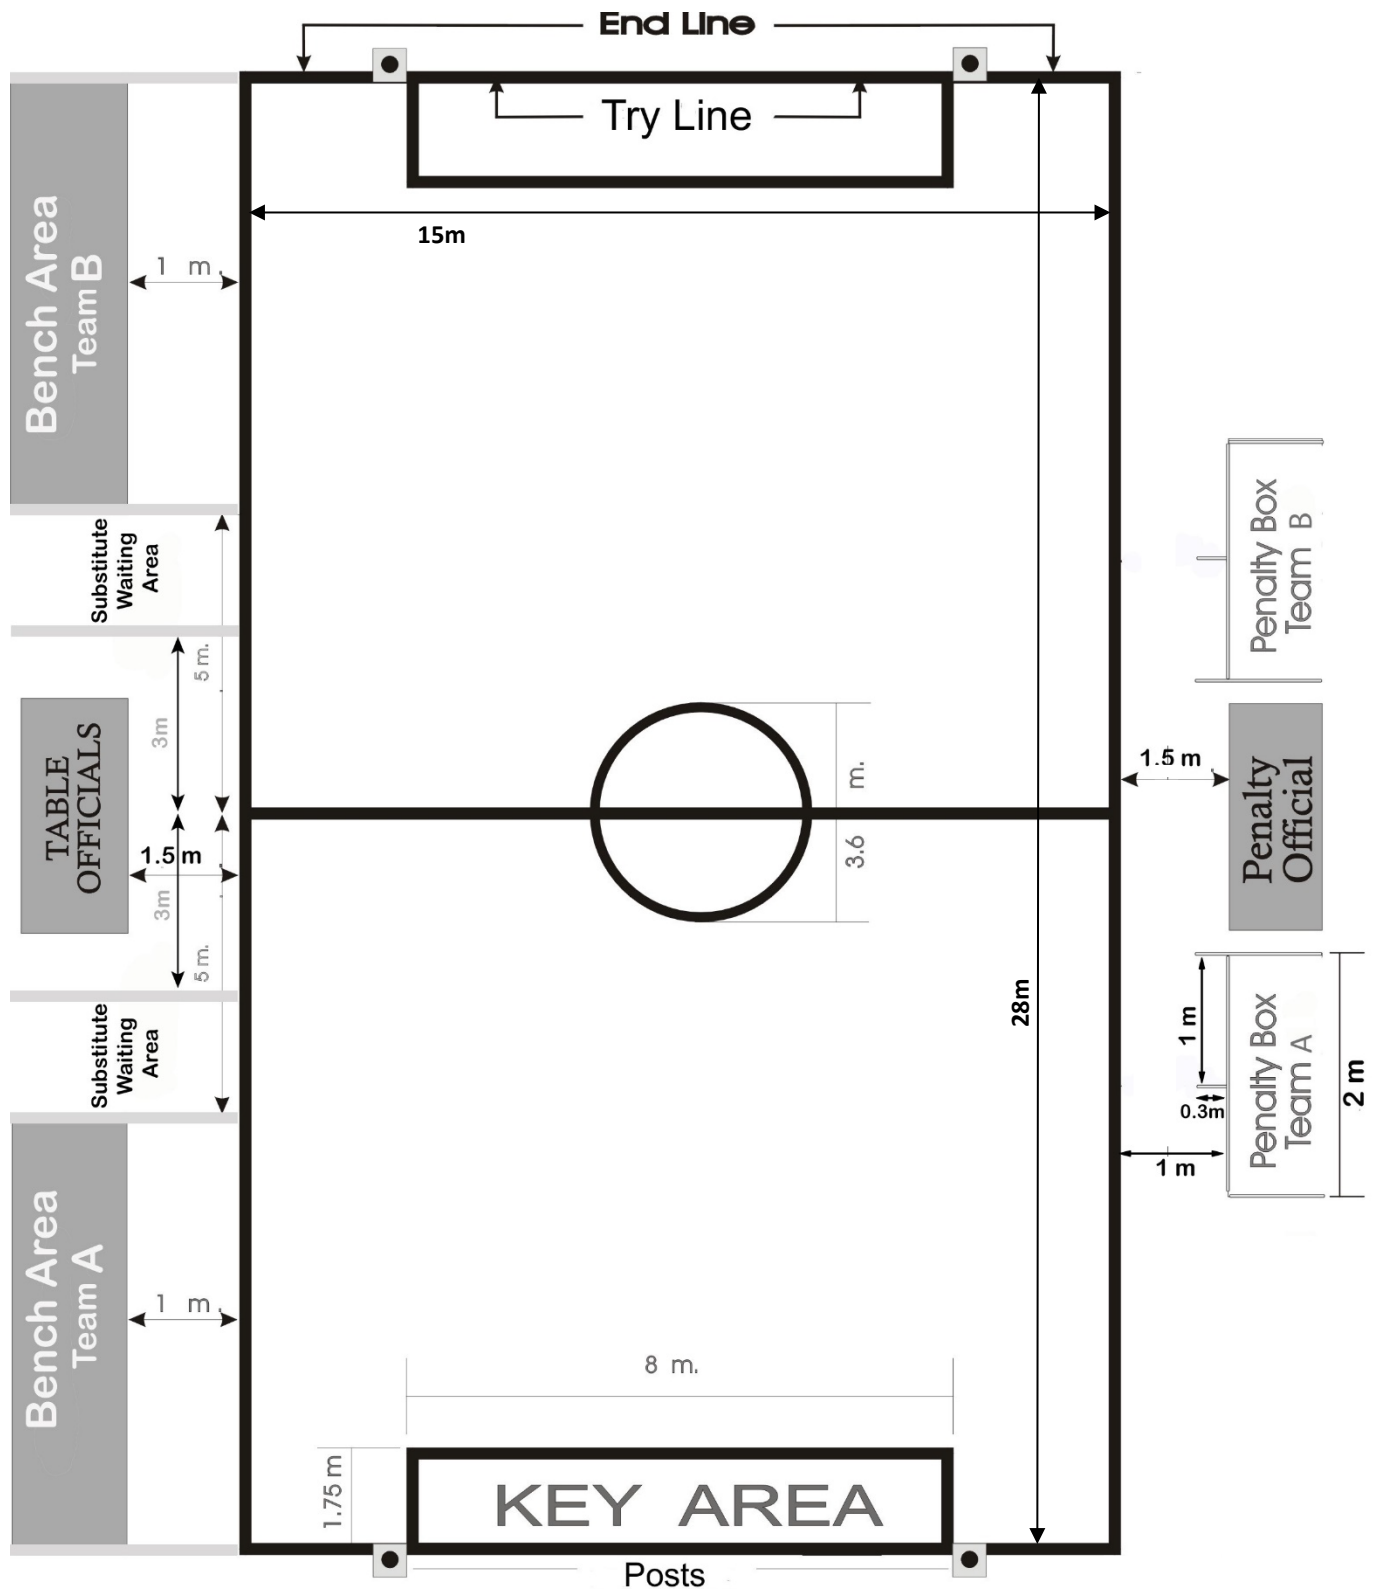 End Line
Try Line
15m
Bench Area
Team B
1 m.
Substitute
Waiting
Area
5 m.
3m
TABLE
OFFICIALS
1.5 m
3m
5 m.
Substitute
Waiting
Area
Bench Area
Team A
1 m.
m.
3.6
28m
Penalty Box
Team B
1.5 m
Penalty
Official
Penalty Box
Team A
1 m
0.3m
2 m
1 m
8 m.
1.75 m
KEY AREA
Posts